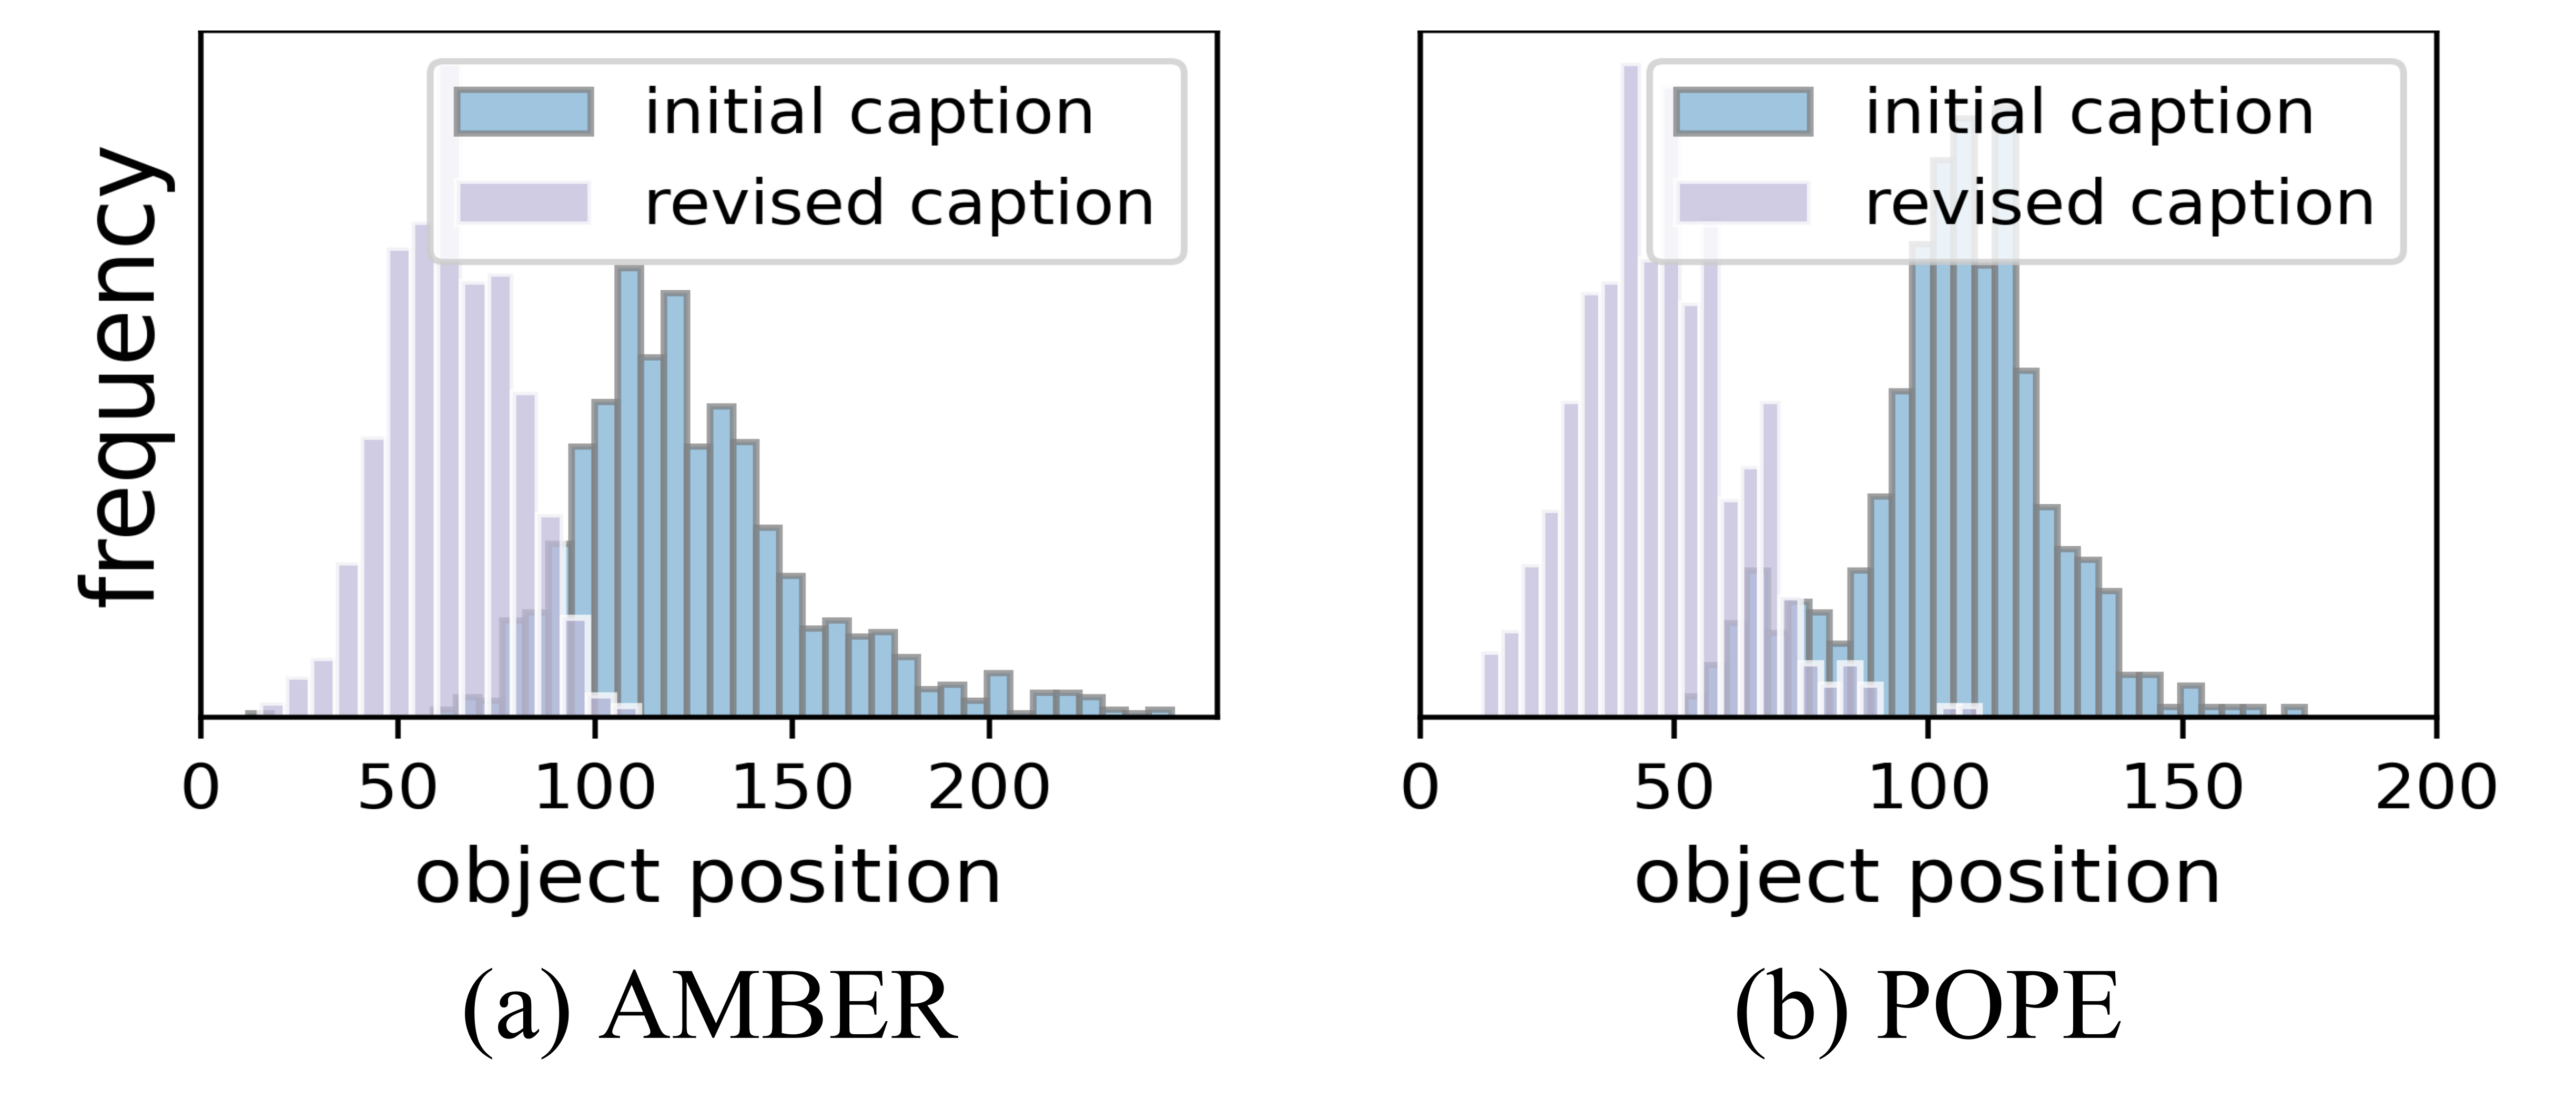 initial caption
revised caption
frequency
0 50 100 150 200
object position
(a) AMBER
initial caption
revised caption
0 50 100 150 200
object position
(b) POPE